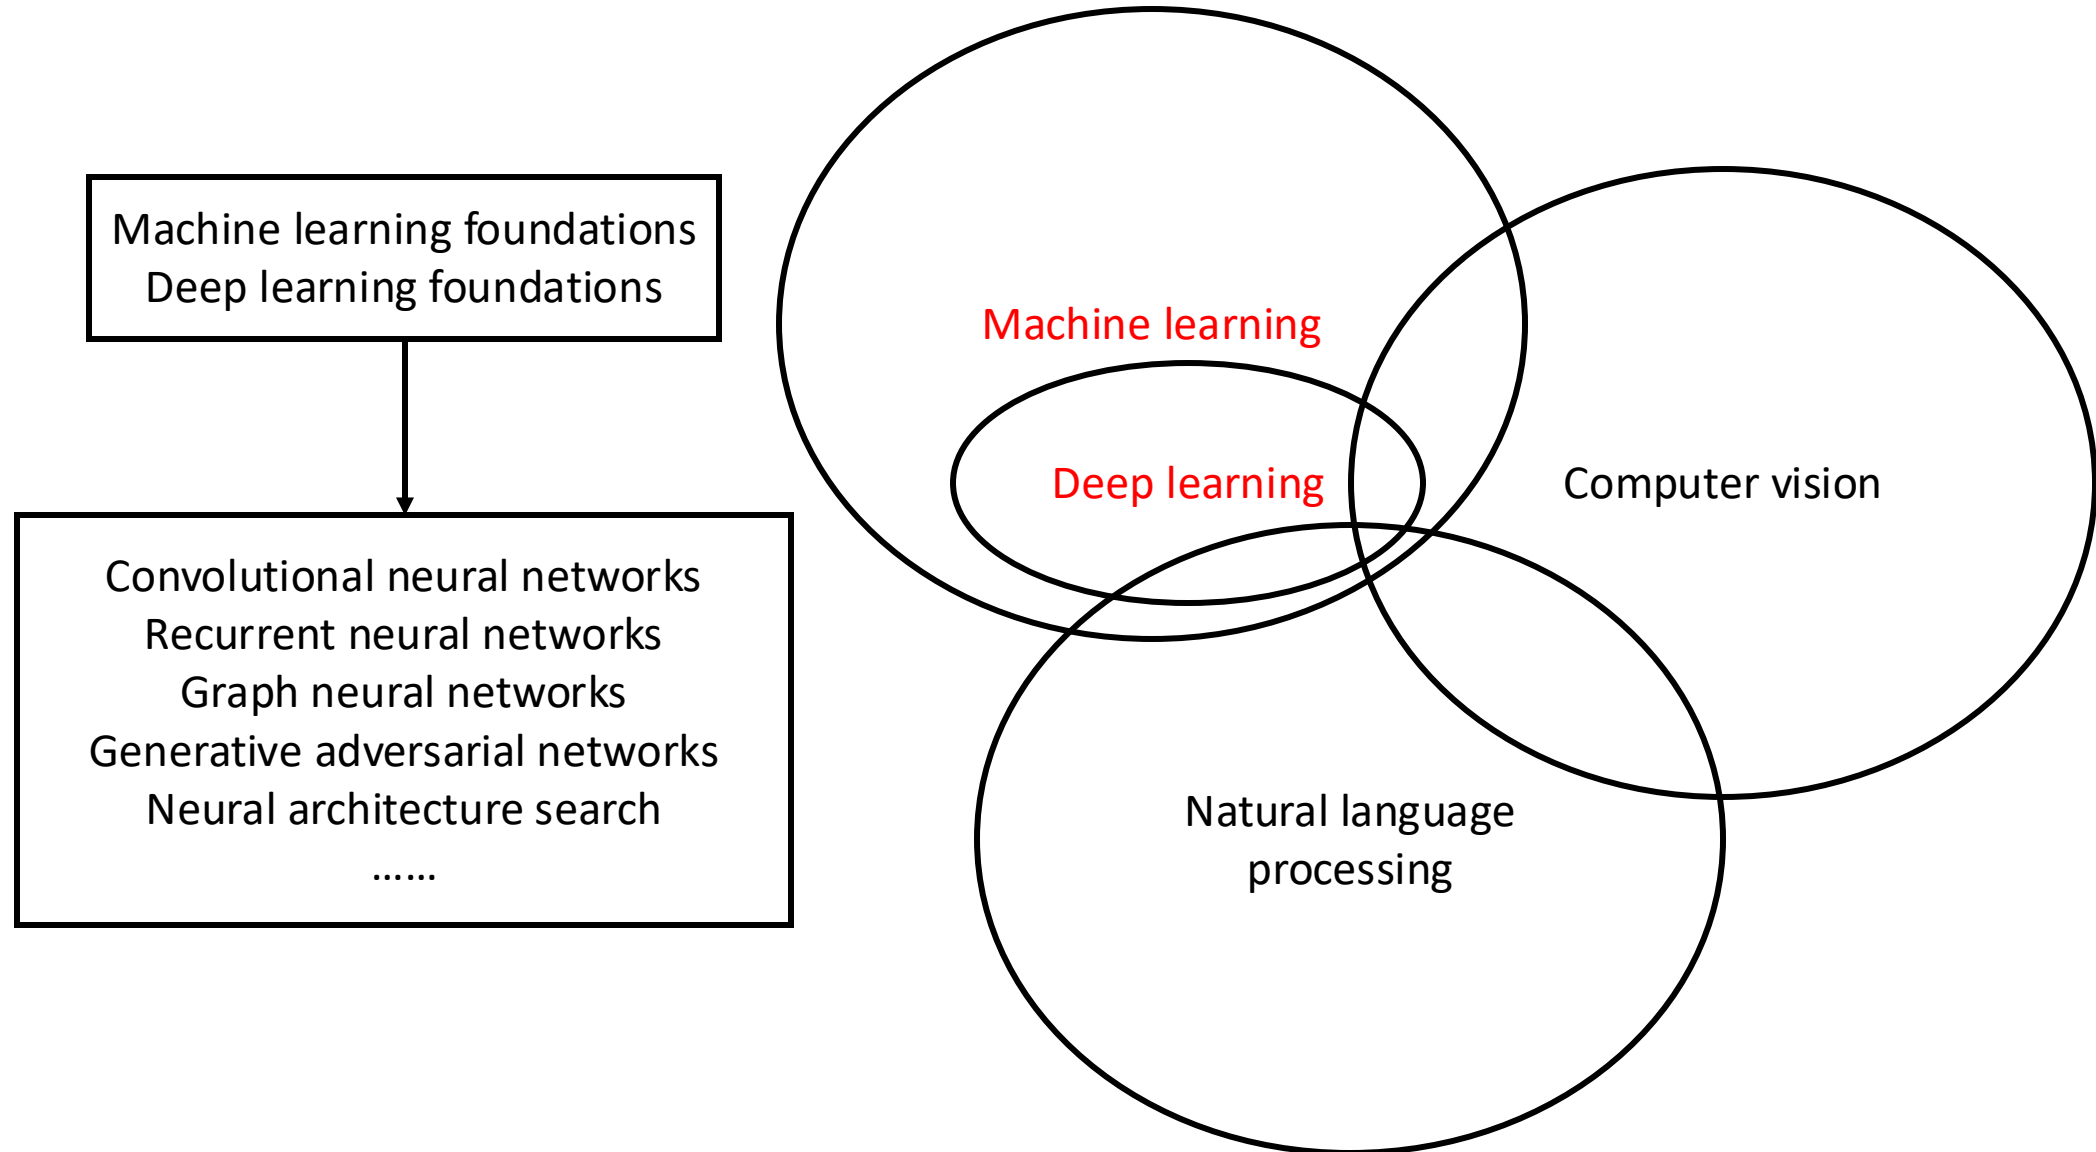 Machine learning foundations
Deep learning foundations
Convolutional neural networks
Recurrent neural networks
Graph neural networks
Generative adversarial networks
Neural architecture search
……
Machine learning
Deep learning
Computer vision
Natural language
processing